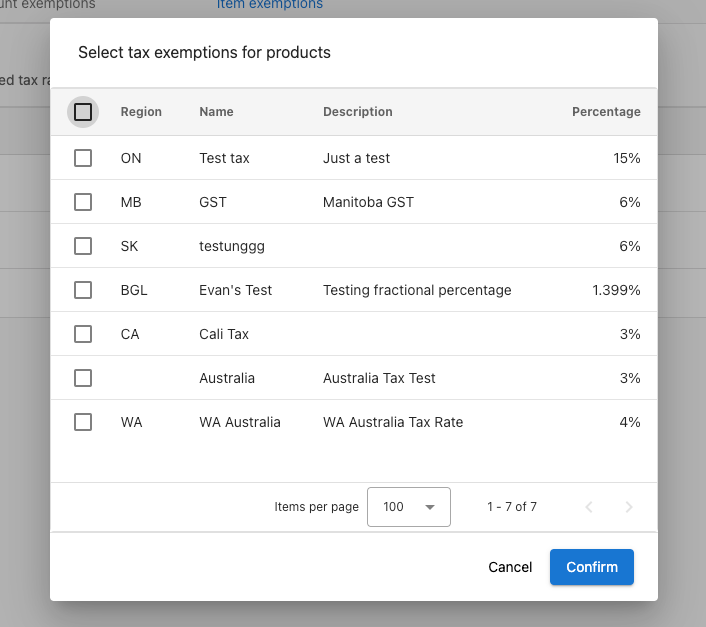 exemptions
Item exemptions
Select tax exemptions for products
ed tax
Region Name Description Percentage
ON Test tax Just a test 15%
MB GST Manitoba GST 6%
SK testunggg 6%
BGL Evan's Test Testing fractional percentage 1.399%
CA Cali Tax 3%
Australia Australia Tax Test 3%
WA WA Australia WA Australia Tax Rate 4%
Items per page 100 1 - 7 of 7
Cancel Confirm